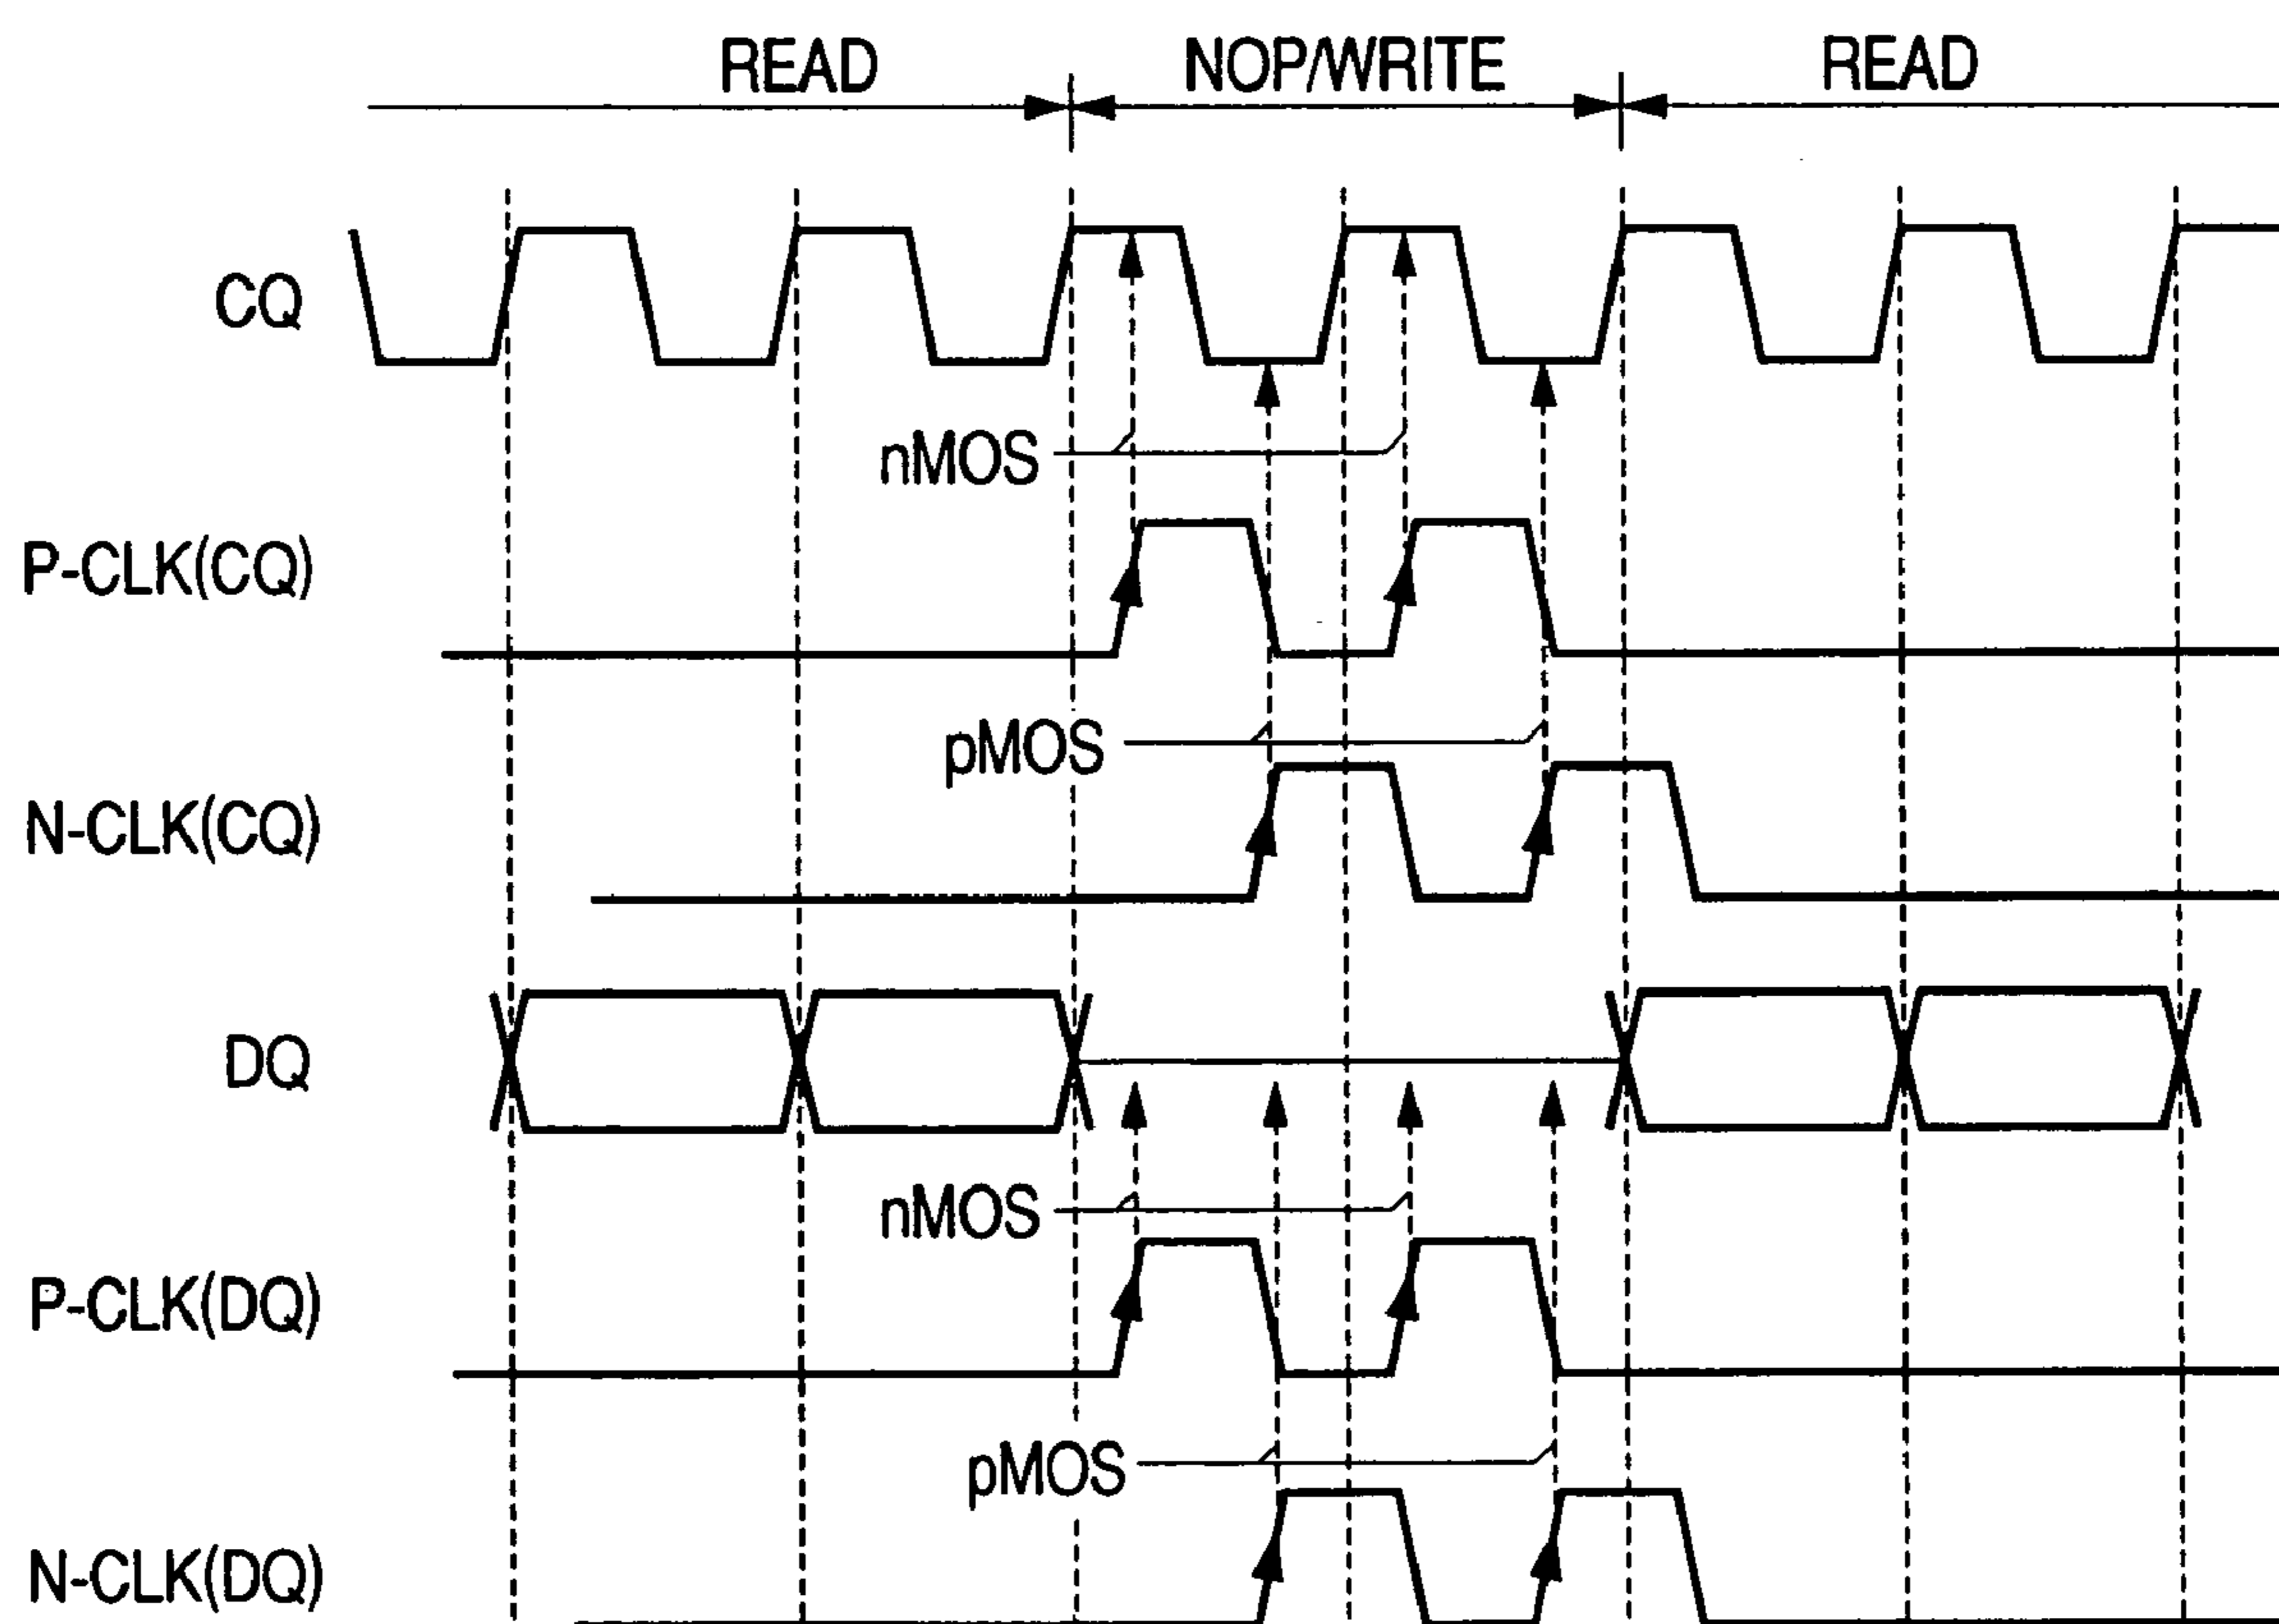 READ NOP/WRITE READ
CQ
nMOS
P-CLK(CQ)
pMOS
N-CLK(CQ)
DQ
nMOS
P-CLK(DQ)
pMOS
N-CLK(DQ)